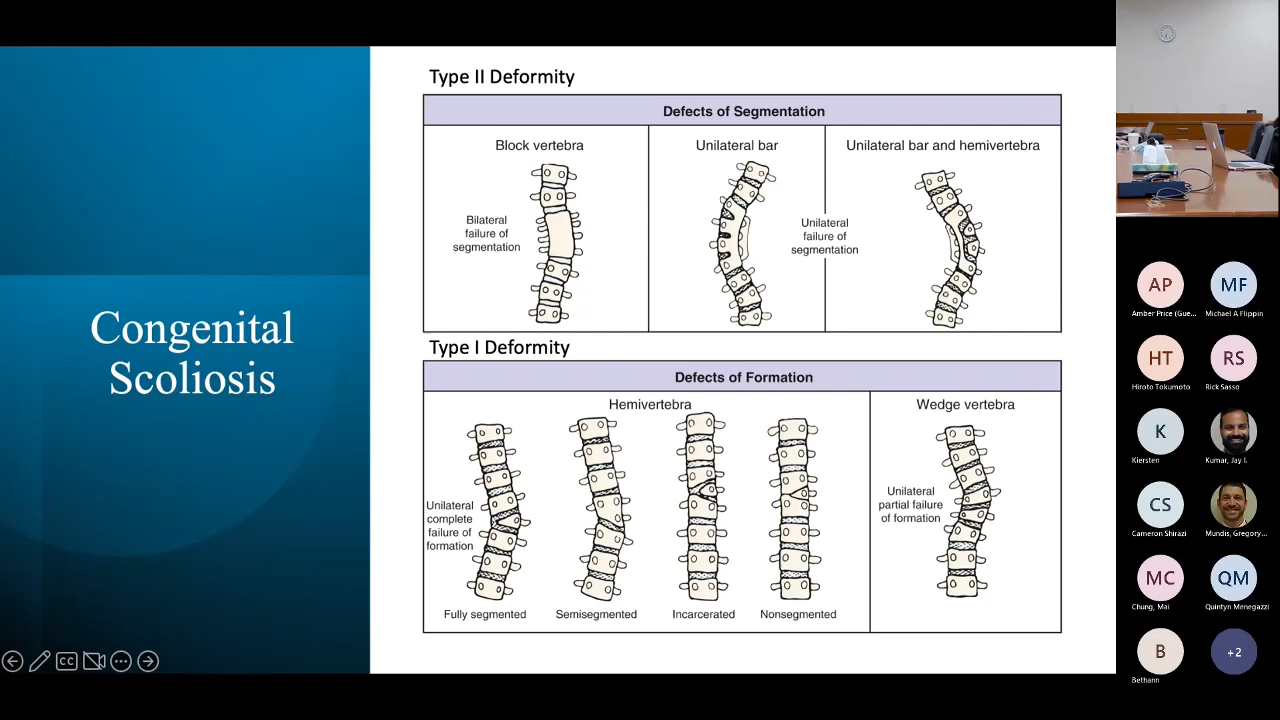 Congenital
Scoliosis
Type II Deformity
Defects of Segmentation
Block vertebra
Bilateral
failure of
segmentation
Unilateral bar
Unilateral
failure of
segmentation
Unilateral bar and hemivertebra
Type I Deformity
Defects of Formation
Hemivertebra
Unilateral
complete
failure of
formation
Fully segmented
Semisegmented
Incarcerated
Nonsegmented
Wedge vertebra
Unilateral
partial failure
of formation
CC
AP
Amber Price (Gue...
MF
Michael A Flippin
HT
Hiroto Tokumoto
RS
Rick Sasso
K
Kiersten
Kumar, Jay I.
CS
Cameron Shirazi
Mundis, Gregory...
MC
Chung, Mai
QM
Quintyn Menegazzi
B
Bethann
+2